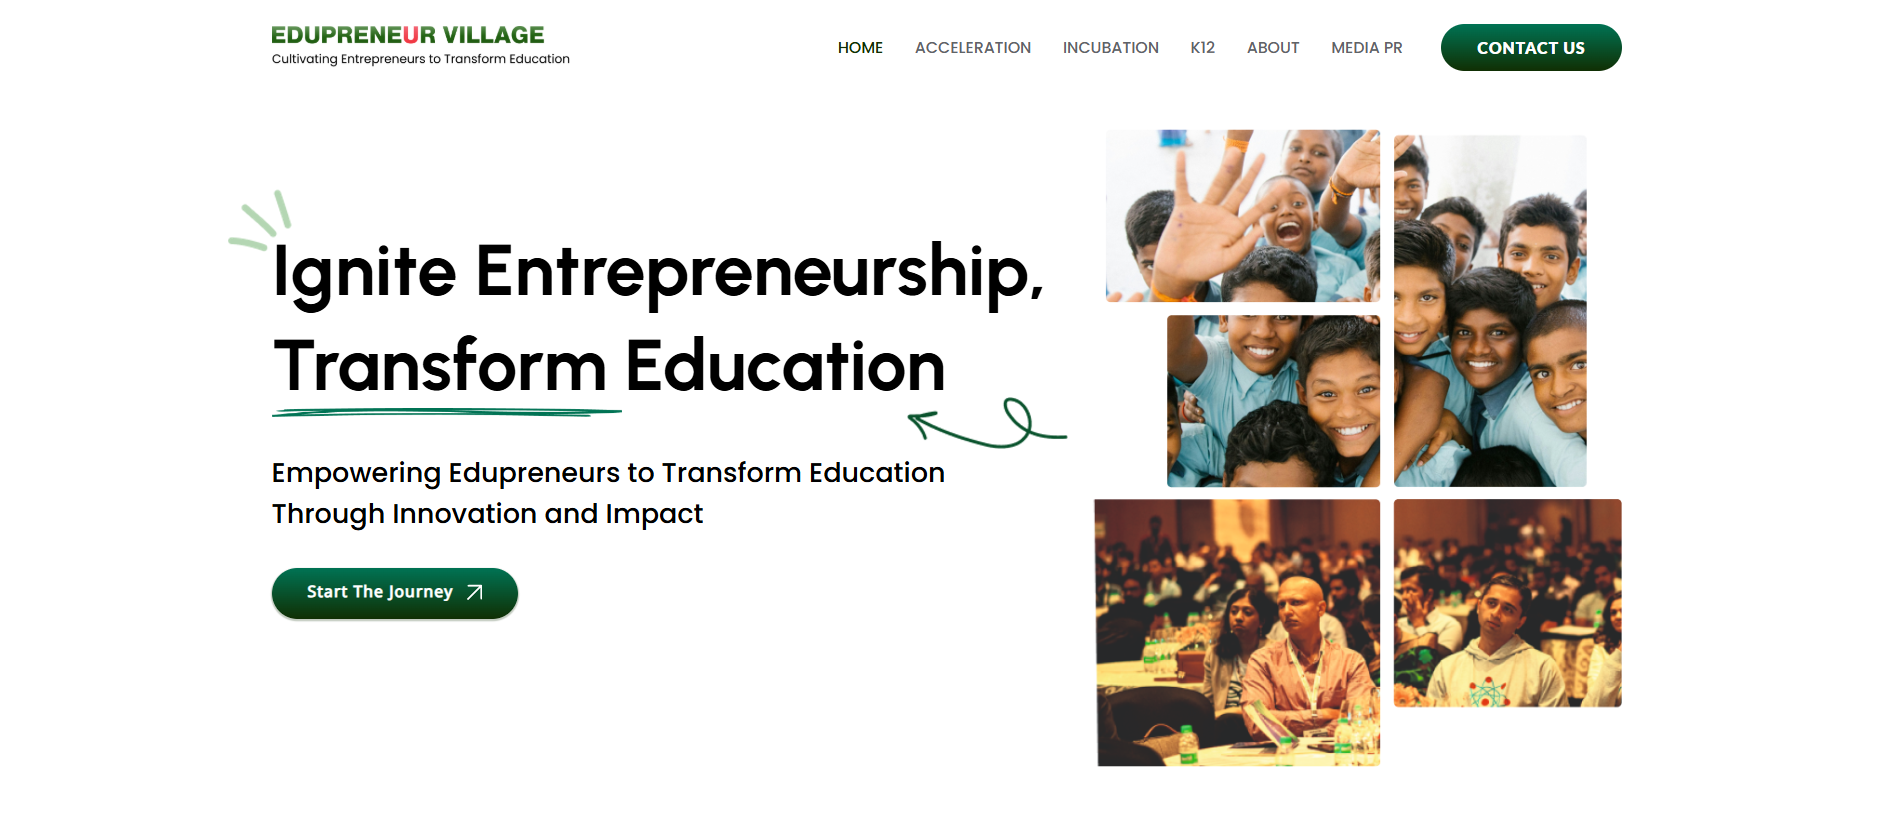 EDUPRENEUR VILLAGE
Cultivating Entrepreneurs to Transform Education
HOME
ACCELERATION
INCUBATION
K12
ABOUT
MEDIA PR
CONTACT US
Ignite Entrepreneurship,
Transform Education
Empowering Edupreneurs to Transform Education
Through Innovation and Impact
Start The Journey